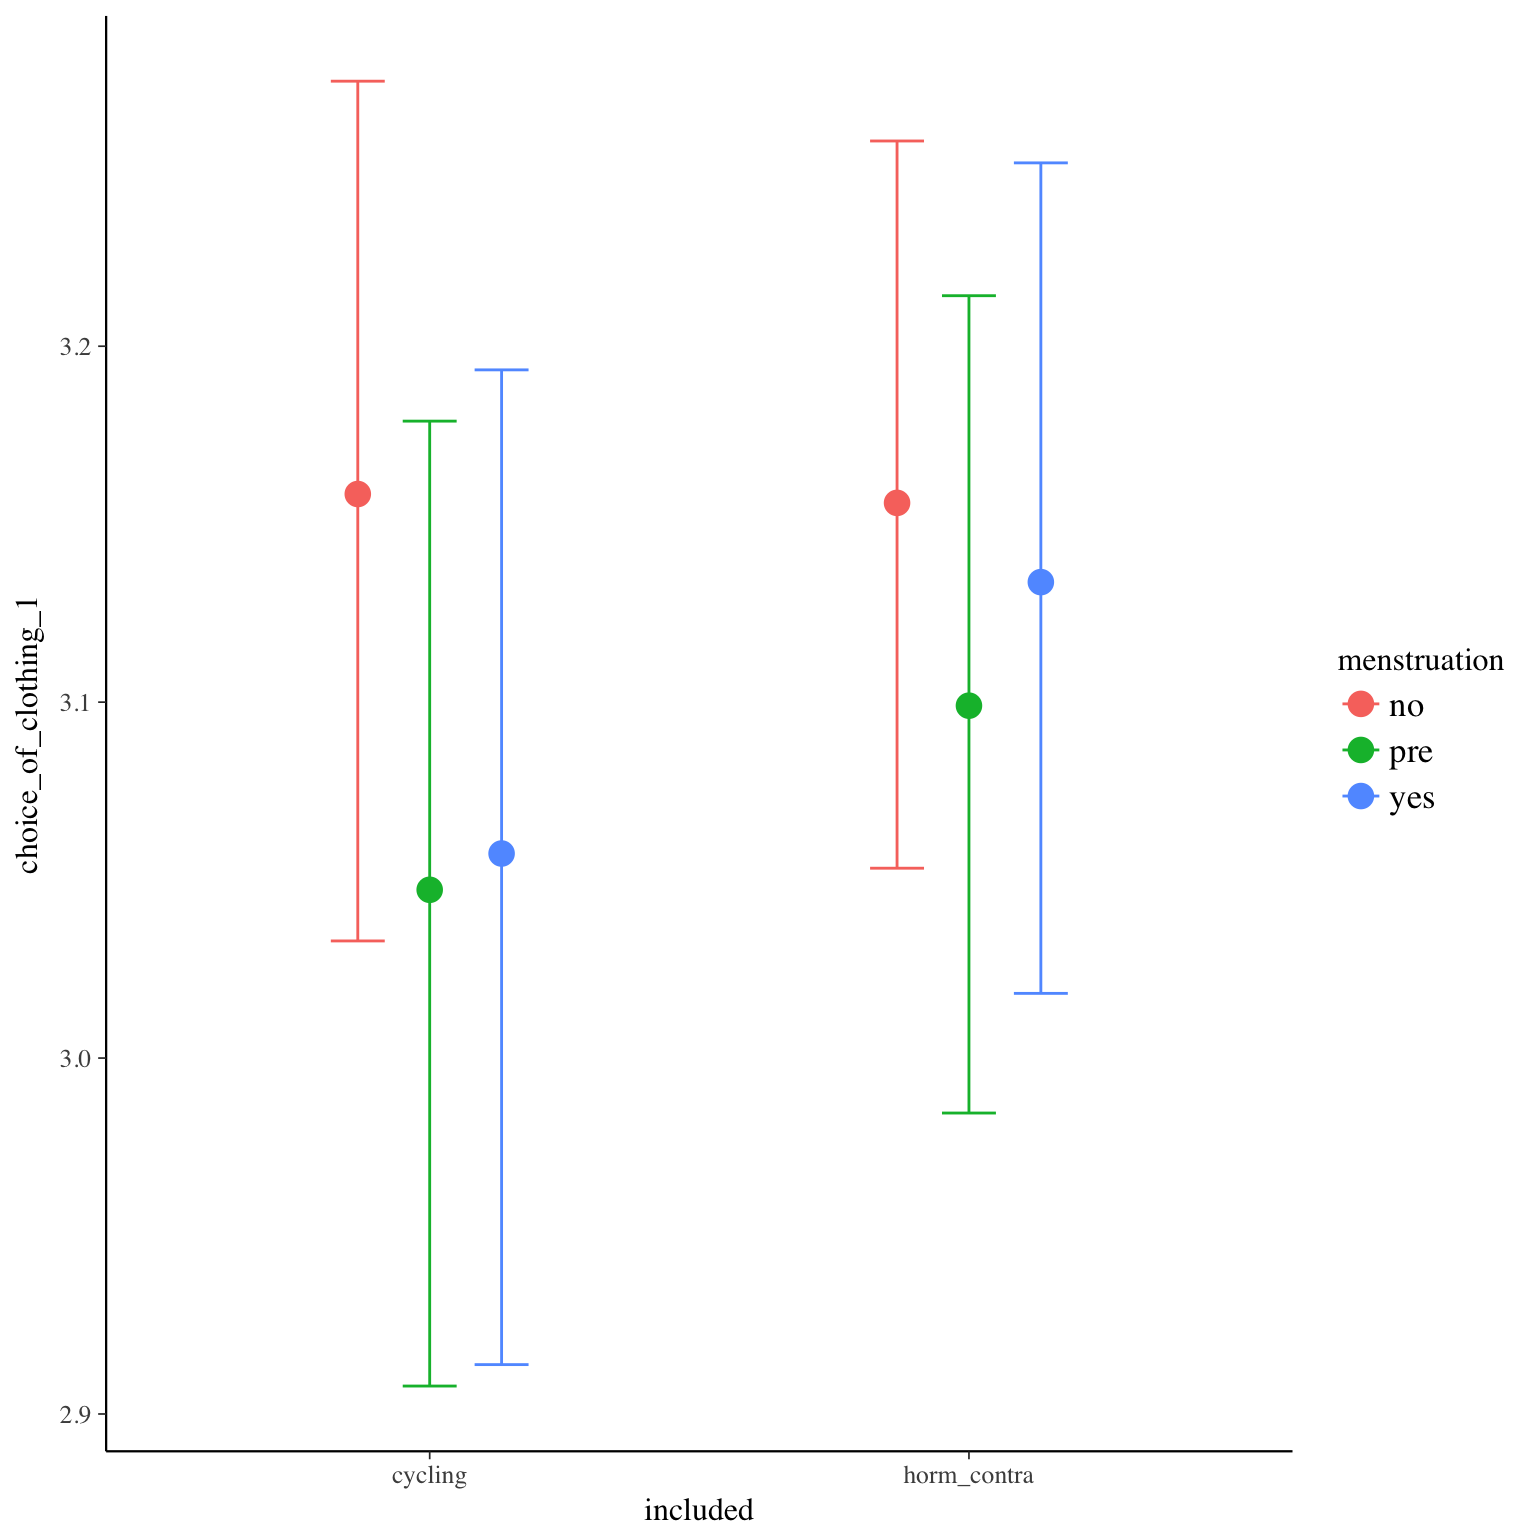 choice_of_clothing_1
3.2
3.1
3.0
2.9
cycling
horm_contra
included
menstruation
no
pre
yes